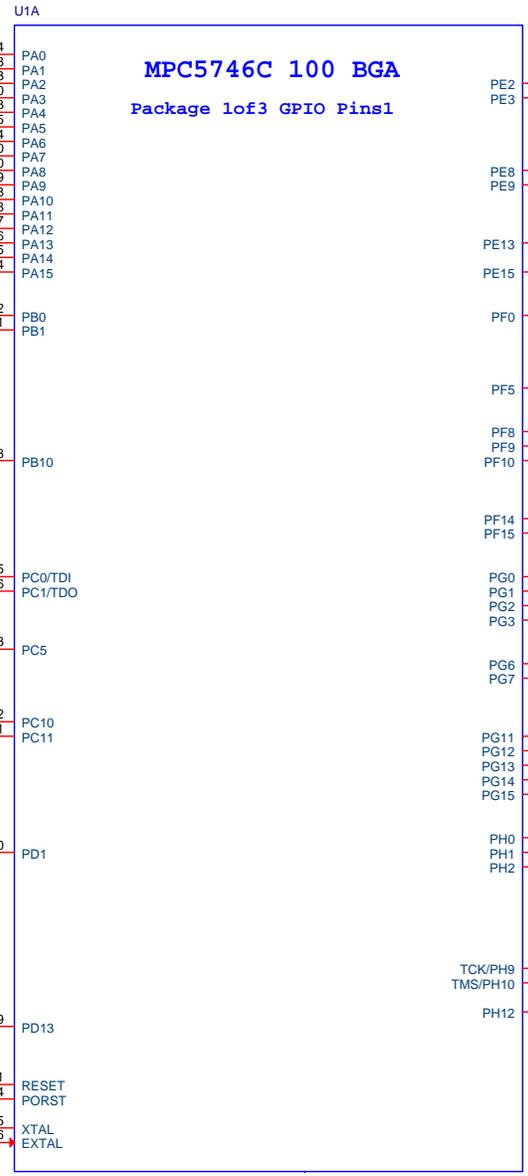 U1A
MPC5746C 100 BGA
Package 1of3 GPIO Pins1
PA0
PA1
PA2
PA3
PA4
PA5
PA6
PA7
PA8
PA9
PA10
PA11
PA12
PA13
PA14
PA15
PB0
PB1
PB10
PC0/TDI
PC1/TDO
PC5
PC10
PC11
PD1
PD13
RESET
PORST
XTAL
EXTAL
PE2
PE3
PE8
PE9
PE13
PE15
PF0
PF5
PF8
PF9
PF10
PF14
PF15
PG0
PG1
PG2
PG3
PG6
PG7
PG11
PG12
PG13
PG14
PG15
PH0
PH1
PH2
TCK/PH9
TMS/PH10
PH12